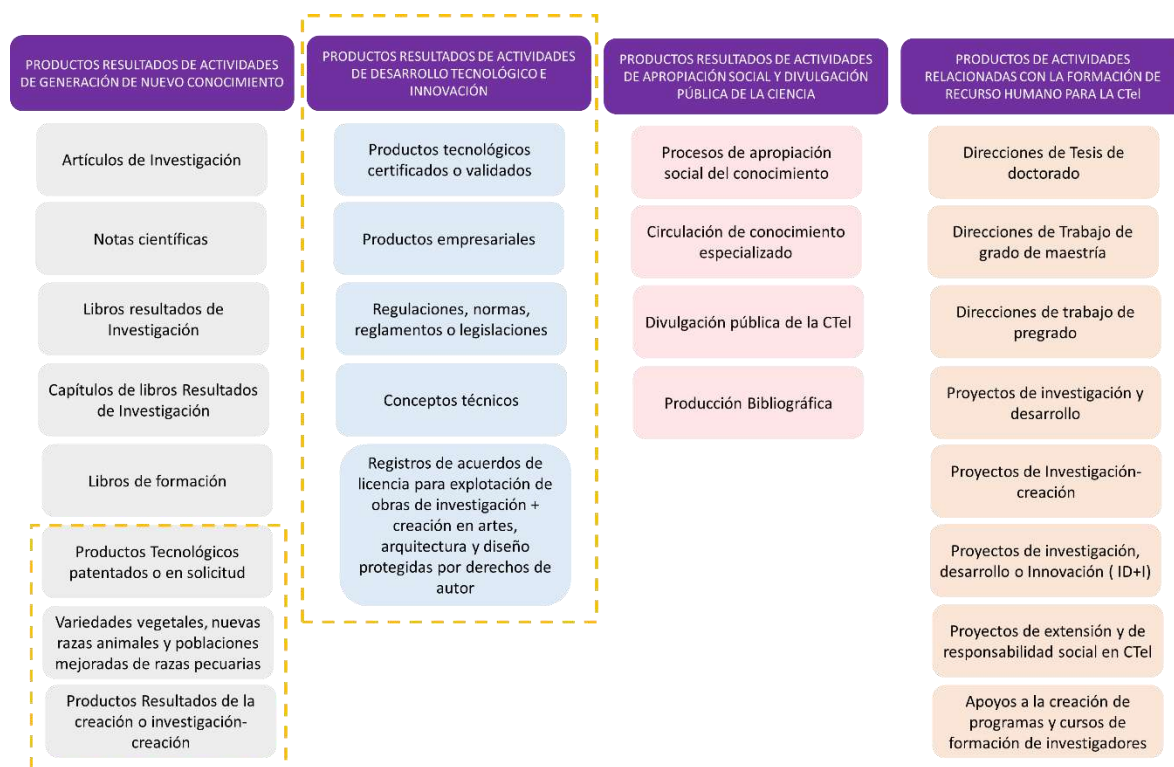 PRODUCTOS RESULTADOS DE ACTIVIDADES
DE GENERACIÓN DE NUEVO CONOCIMIENTO
Artículos de Investigación
Notas científicas
Libros resultados de
Investigación
Capítulos de libros Resultados
de Investigación
Libros de formación
Productos Tecnológicos
patentados o en solicitud
Variedades vegetales, nuevas
razas animales y poblaciones
mejoradas de razas pecuarias
Productos Resultados de la
creación o investigación-
creación
PRODUCTOS RESULTADOS DE ACTIVIDADES
DE DESARROLLO TECNOLÓGICO E
INNOVACIÓN
Productos tecnológicos
certificados o validados
Productos empresariales
Regulaciones, normas,
reglamentos o legislaciones
Conceptos técnicos
Registros de acuerdos de
licencia para explotación de
obras de investigación +
creación en artes,
arquitectura y diseño
protegidas por derechos de
autor
PRODUCTOS RESULTADOS DE ACTIVIDADES
DE APROPIACIÓN SOCIAL Y DIVULGACIÓN
PÚBLICA DE LA CIENCIA
Procesos de apropiación
social del conocimiento
Circulación de conocimiento
especializado
Divulgación pública de la CTel
Producción Bibliográfica
PRODUCTOS DE ACTIVIDADES
RELACIONADAS CON LA FORMACIÓN DE
RECURSO HUMANO PARA LA CTel
Direcciones de Tesis de
doctorado
Direcciones de Trabajo de
grado de maestría
Direcciones de trabajo de
pregrado
Proyectos de investigación y
desarrollo
Proyectos de Investigación-
creación
Proyectos de investigación,
desarrollo o Innovación ( ID+I)
Proyectos de extensión y de
responsabilidad social en CTel
Apoyos a la creación de
programas y cursos de
formación de investigadores